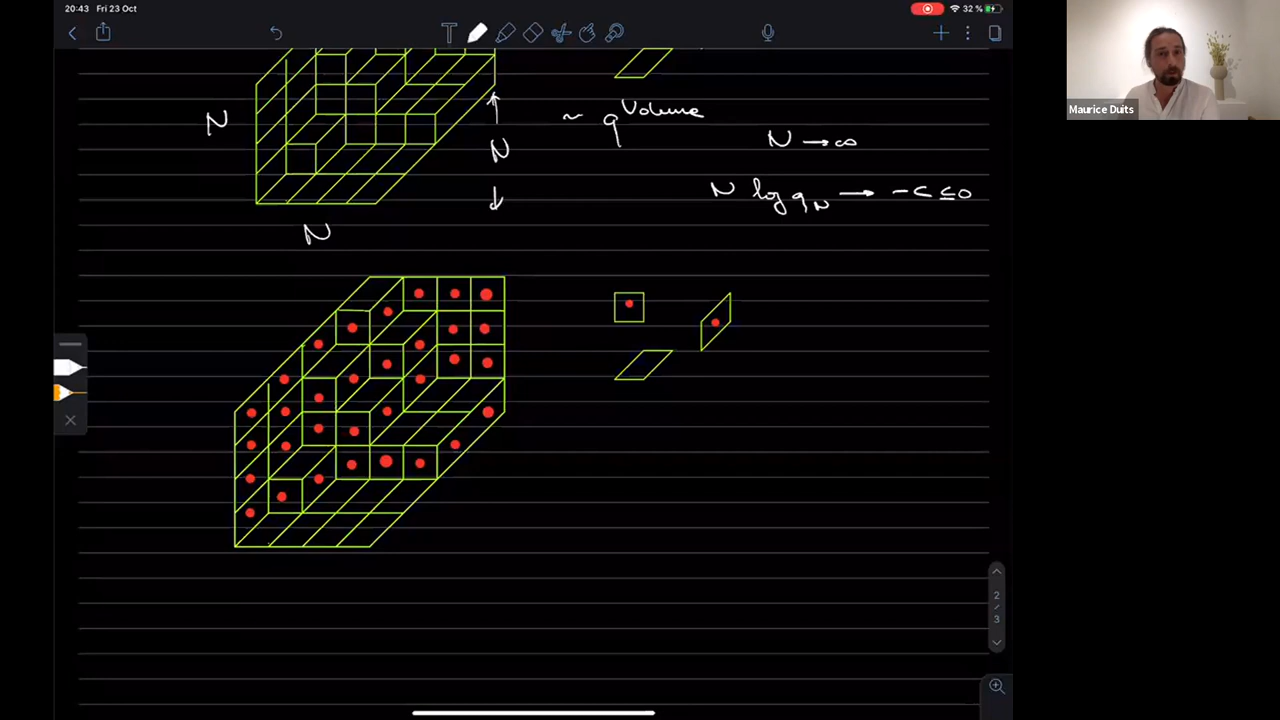 20:43 Fri 23 Oct
32 %
T
Maurice Duits
N
N
~ q^Volume
N → ∞
N log q_N → -c ≤ 0
N
2
/
3